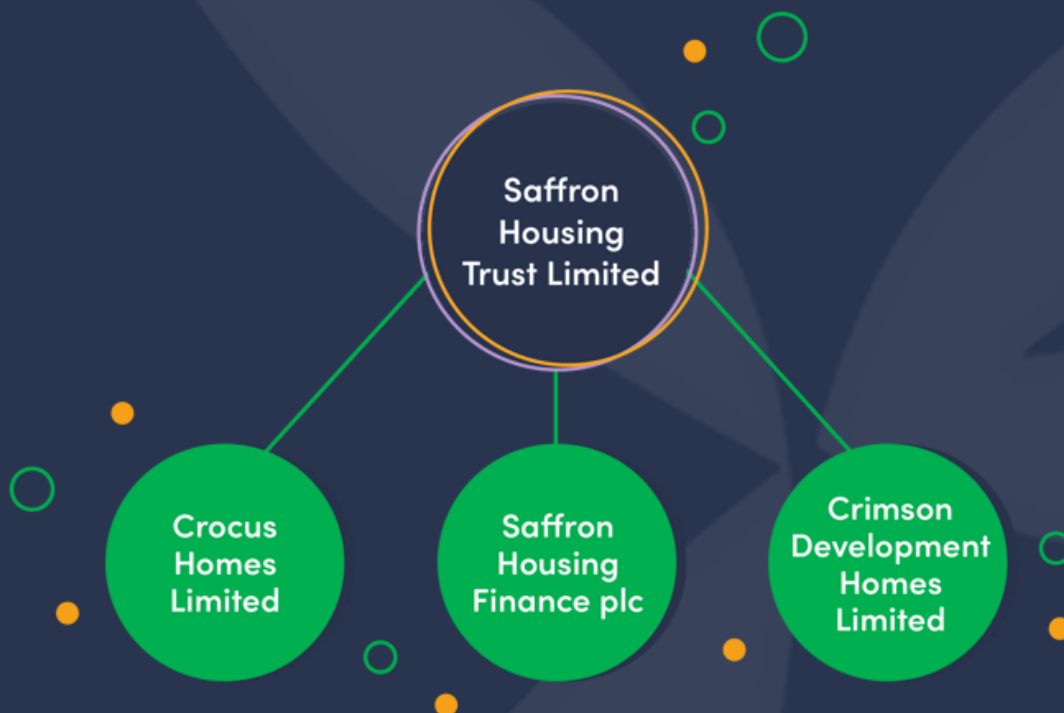 Saffron
Housing
Trust Limited
Crocus
Homes
Limited
Saffron
Housing
Finance plc
Crimson
Development
Homes
Limited